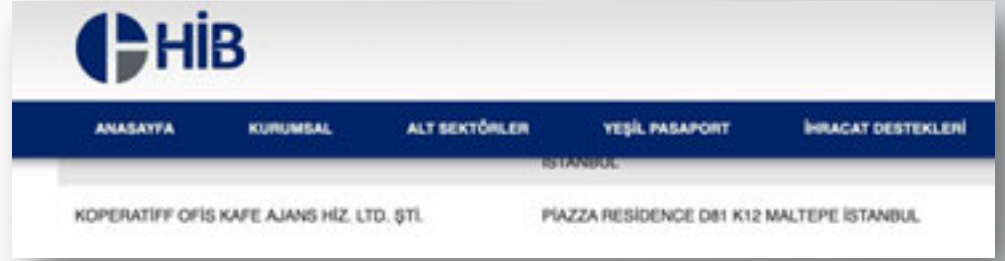 HİB
ANASAYFA KURUMSAL ALT SEKTÖRLER YEŞİL PASAPORT İHRACAT DESTEKLERİ
İSTANBUL
KOPERATİFF OFİS KAFE AJANS HİZ. LTD. ŞTİ. PİAZZA RESİDENCE D81 K12 MALTEPE İSTANBUL